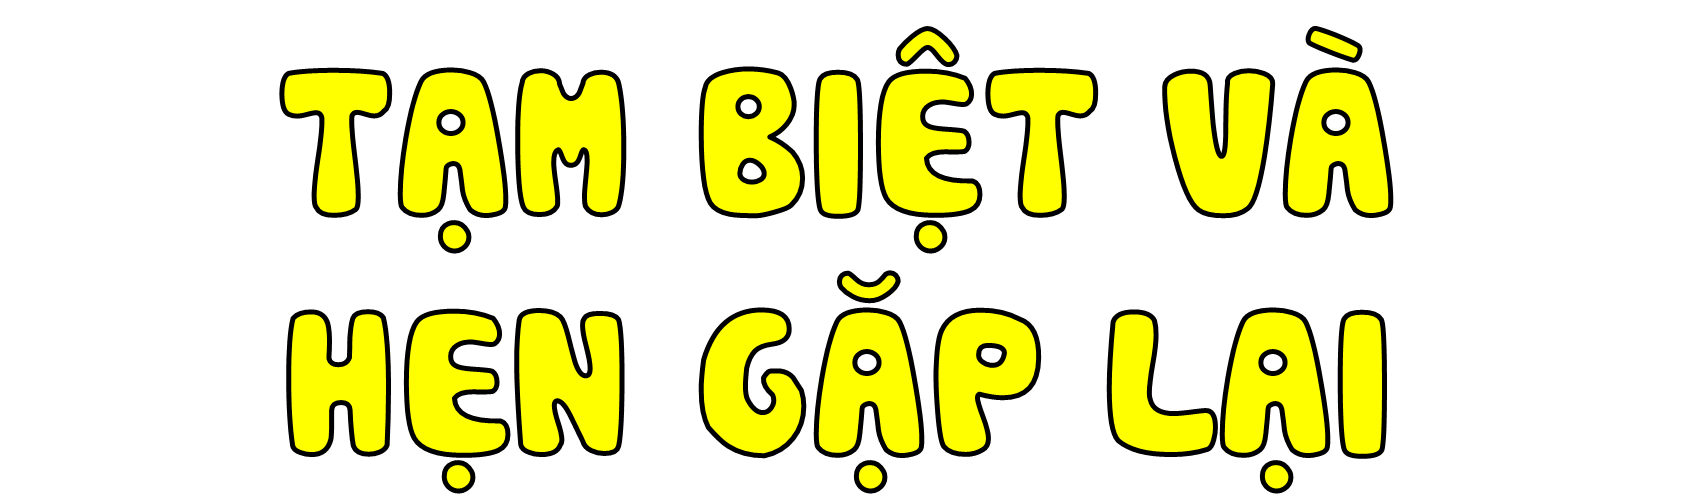 TẠM BIỆT VÀ
HẸN GẶP LẠI